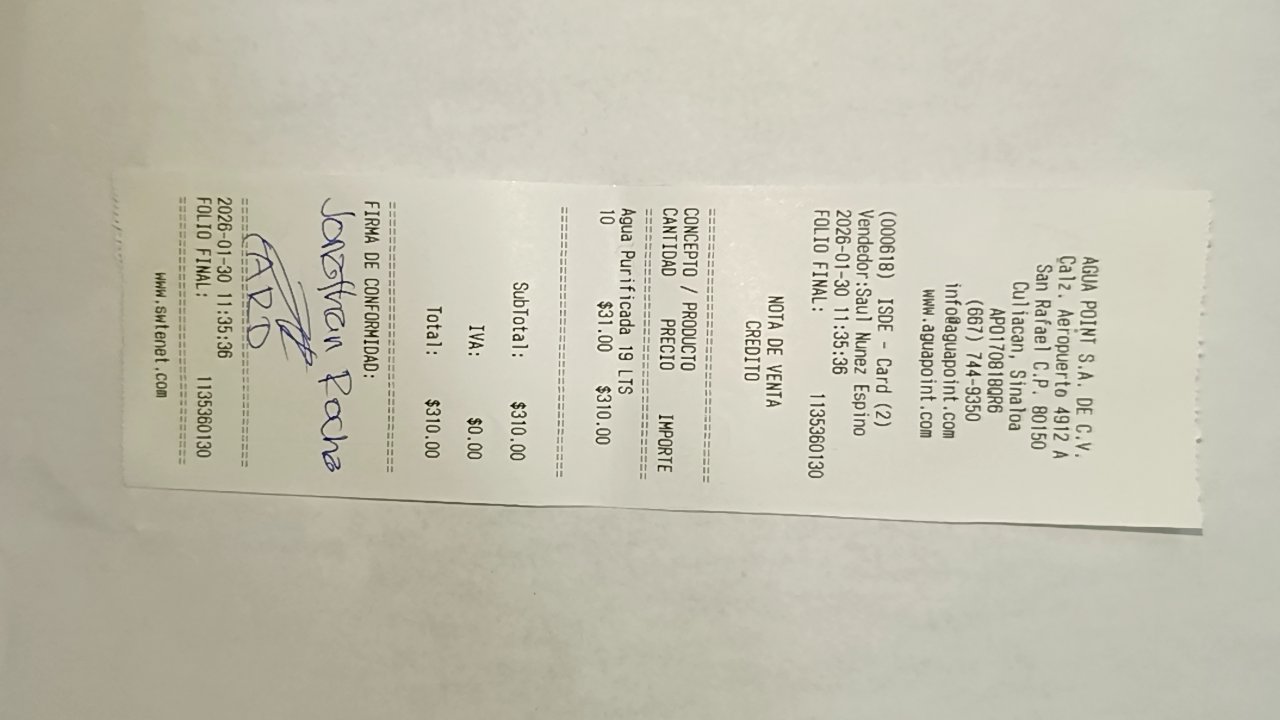 AGUA POINT S.A. DE C.V.
Calz. Aeropuerto 4912 A
San Rafael C.P. 80150
Culiacan, Sinaloa
APO170818QR6
(667) 744-9350
info@aguapoint.com
www.aguapoint.com
(000618) ISDE - Card (2)
Vendedor:Saul Nunez Espino
2026-01-30 11:35:36
FOLIO FINAL: 1135360130
NOTA DE VENTA
CREDITO
==============================
CONCEPTO / PRODUCTO
CANTIDAD PRECIO IMPORTE
==============================
Agua Purificada 19 LTS
10 $31.00 $310.00
==============================
SubTotal: $310.00
IVA: $0.00
Total: $310.00
==============================
FIRMA DE CONFORMIDAD:
Jonathan Rocha
CARD
==============================
2026-01-30 11:35:36
FOLIO FINAL: 1135360130
==============================
www.swtenet.com